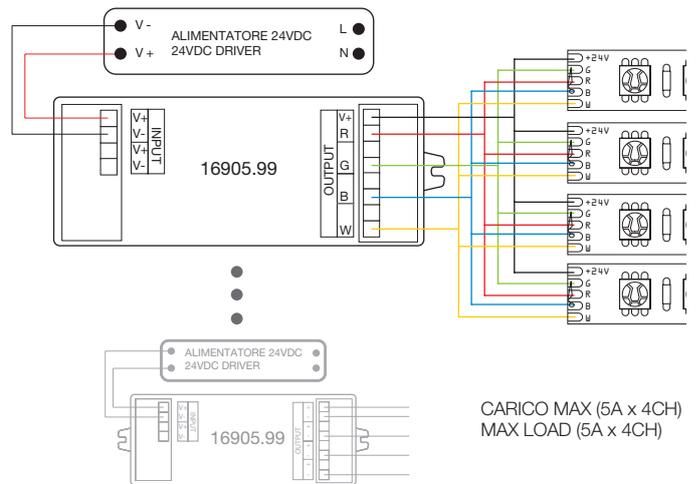 V -
V +
ALIMENTATORE 24VDC
24VDC DRIVER
L
N
V+
V-
V+
V-
INPUT
16905.99
OUTPUT
V+
R
G
B
W
+24V
G
R
B
W
+24V
G
R
B
W
+24V
G
R
B
W
+24V
G
R
B
W
ALIMENTATORE 24VDC
24VDC DRIVER
INPUT
16905.99
OUTPUT
CARICO MAX (5A x 4CH)
MAX LOAD (5A x 4CH)